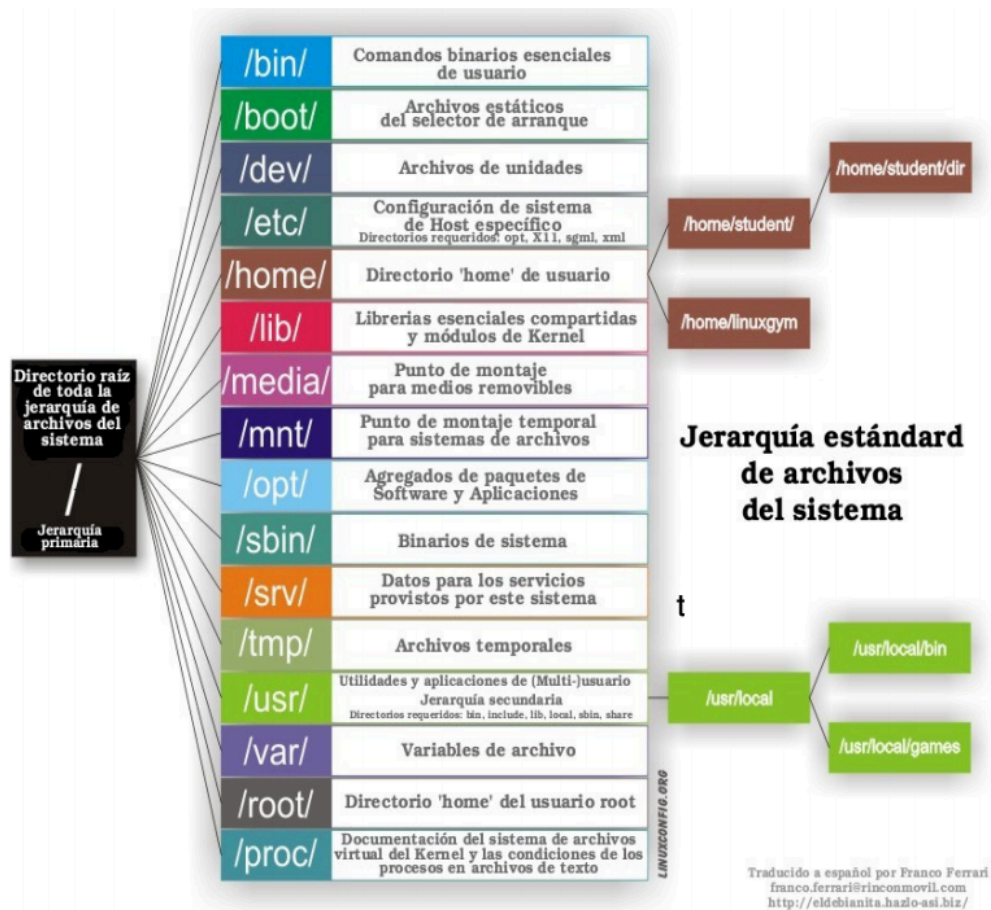 Directorio raíz
de toda la
jerarquía de
archivos del
sistema
/
Jerarquía
primaria
/bin/
Comandos binarios esenciales
de usuario
/boot/
Archivos estáticos
del selector de arranque
/dev/
Archivos de unidades
/etc/
Configuración de sistema
de Host específico
Directorios requeridos: opt, X11, sgml, xml
/home/
Directorio 'home' de usuario
/lib/
Librerias esenciales compartidas
y módulos de Kernel
/media/
Punto de montaje
para medios removibles
/mnt/
Punto de montaje temporal
para sistemas de archivos
/opt/
Agregados de paquetes de
Software y Aplicaciones
/sbin/
Binarios de sistema
/srv/
Datos para los servicios
provistos por este sistema
/tmp/
Archivos temporales
/usr/
Utilidades y aplicaciones de (Multi-)usuario
Jerarquía secundaria
Directorios requeridos: bin, include, lib, local, sbin, share
/var/
Variables de archivo
/root/
Directorio 'home' del usuario root
/proc/
Documentación del sistema de archivos
virtual del Kernel y las condiciones de los
procesos en archivos de texto
/home/student/
/home/student/dir
/home/linuxgym
Jerarquía estándard
de archivos
del sistema
t
/usr/local
/usr/local/bin
/usr/local/games
LINUXCONFIG.ORG
Traducido a español por Franco Ferrari
franco.ferrari@rinconmovil.com
http://eldebianita.hazlo-asi.biz/